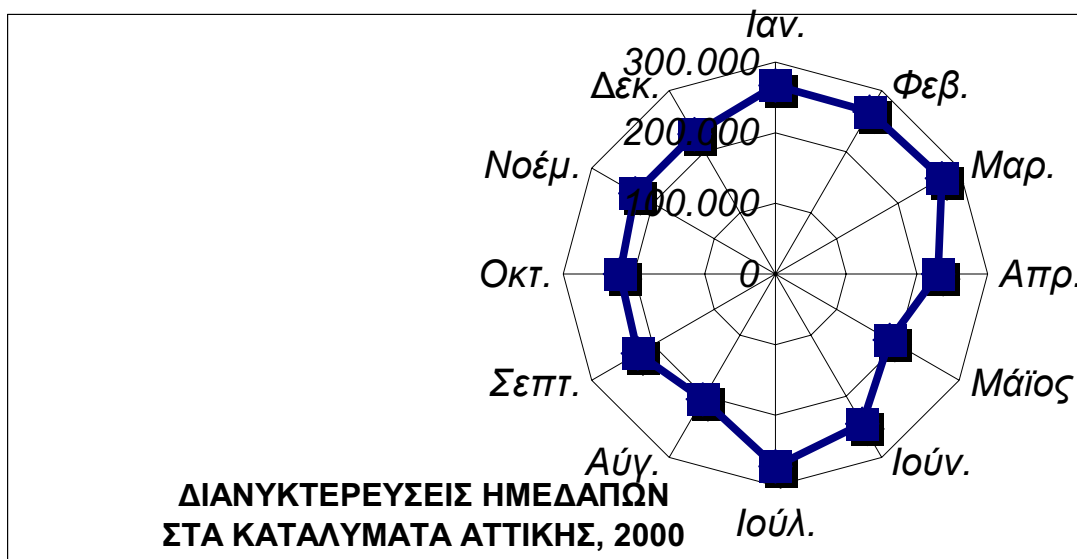 Ιαν.
300.000
Δεκ.
Φεβ.
200.000
Νοέμ.
Μαρ.
100.000
Οκτ.
0
Απρ.
Σεπτ.
Μάϊος
Αύγ.
Ιούν.
Ιούλ.
ΔΙΑΝΥΚΤΕΡΕΥΣΕΙΣ ΗΜΕΔΑΠΩΝ
ΣΤΑ ΚΑΤΑΛΥΜΑΤΑ ΑΤΤΙΚΗΣ, 2000